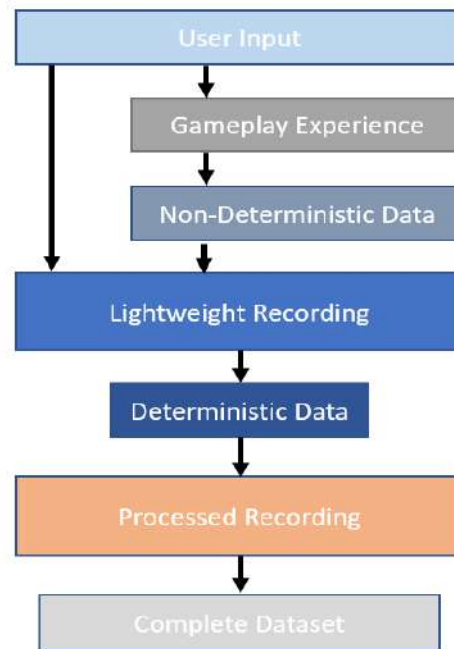 User Input
Gameplay Experience
Non-Deterministic Data
Lightweight Recording
Deterministic Data
Processed Recording
Complete Dataset